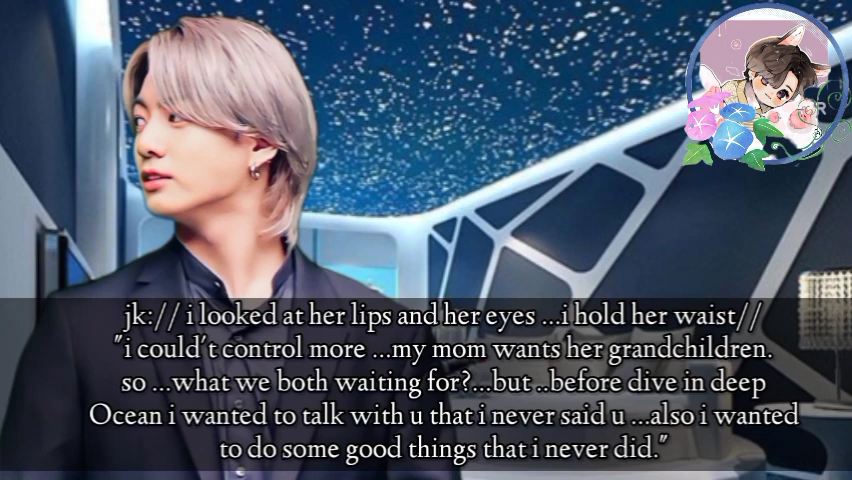 jk:// i looked at her lips and her eyes ...i hold her waist//
"i could't control more ...my mom wants her grandchildren.
so ...what we both waiting for?...but ..before dive in deep
Ocean i wanted to talk with u that i never said u ...also i wanted
to do some good things that i never did."